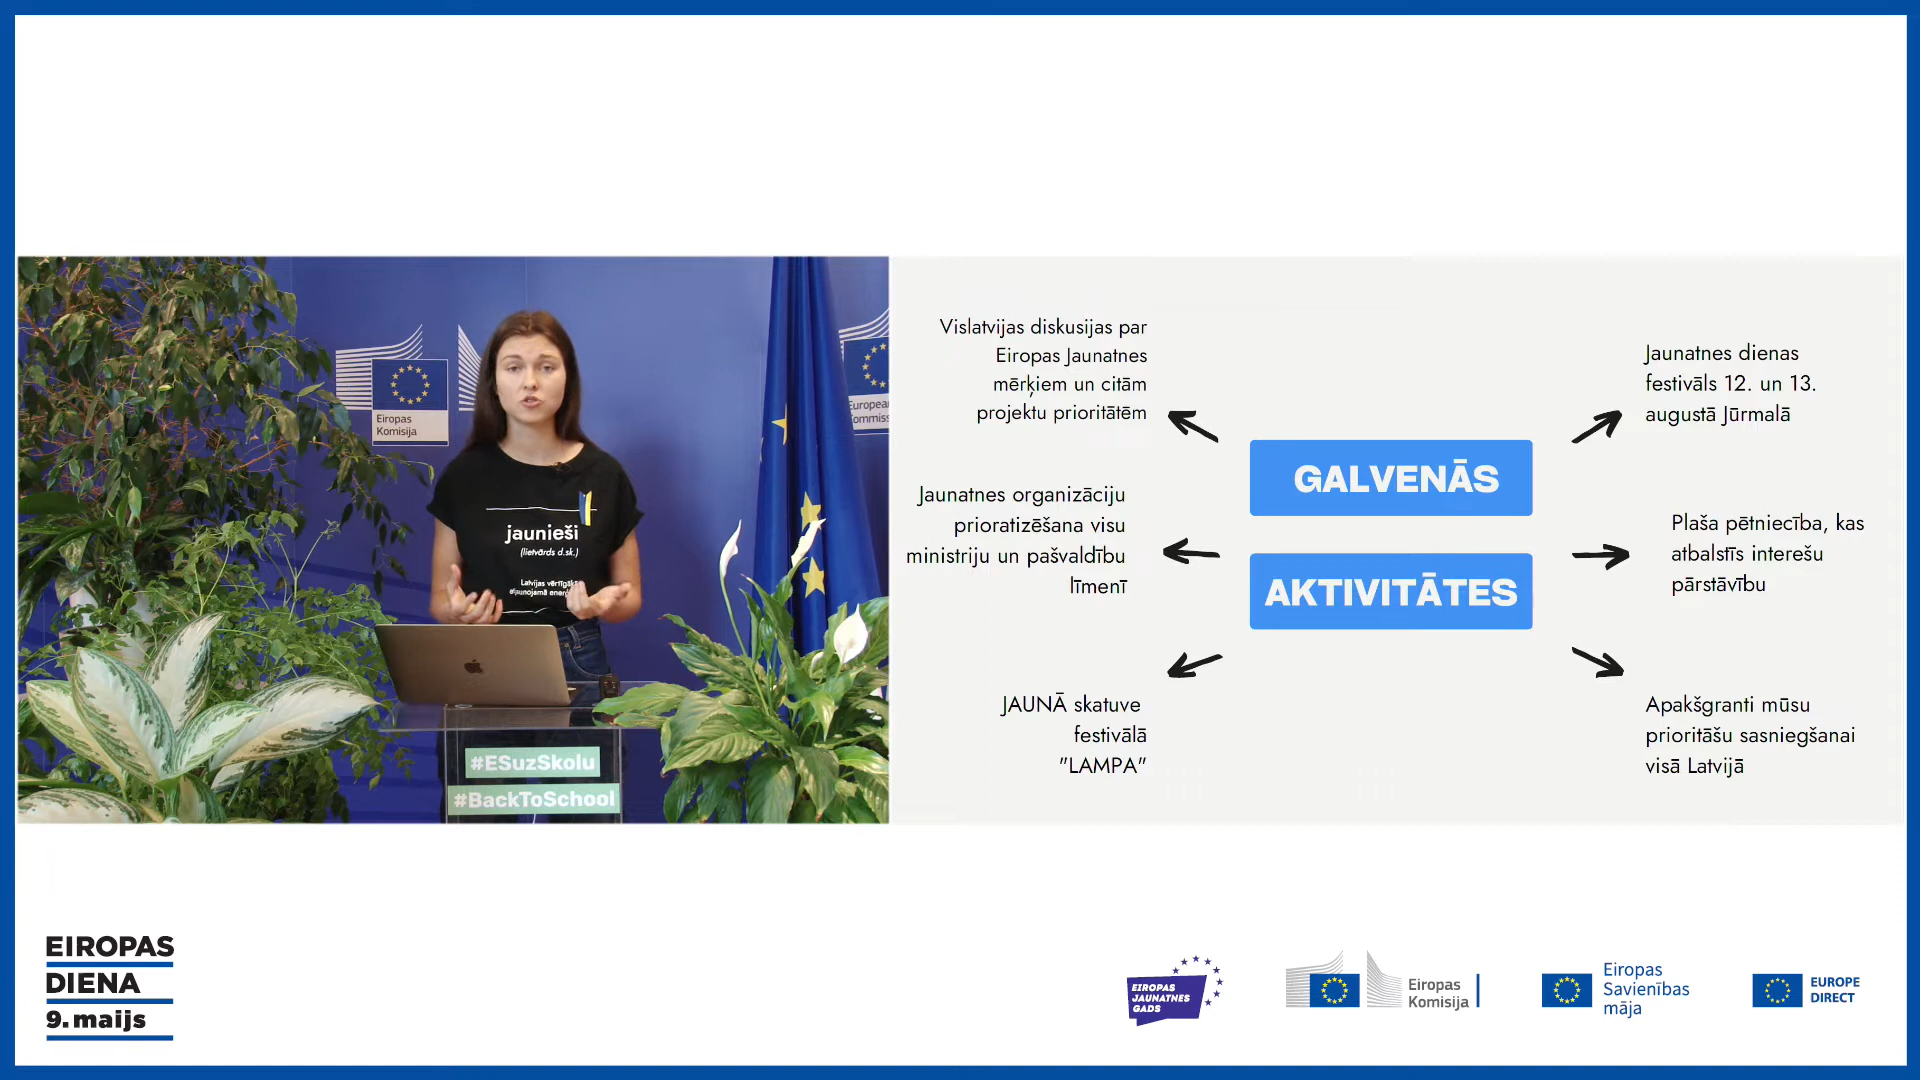 Eiropas
Komisija
European
jaunieši
(lietvārds d.sk.)
Latvijas vērtīgākā
#ESuzSkolu
#BackToSchool
Vislatvijas diskusijas par
Eiropas Jaunatnes
mērķiem un citām
projektu prioritātēm
Jaunatnes organizāciju
prioratizēšana visu
ministriju un pašvaldību
līmenī
JAUNĀ skatuve
festivālā
"LAMPA"
GALVENĀS
AKTIVITĀTES
Jaunatnes dienas
festivāls 12. un 13.
augustā Jūrmalā
Plaša pētniecība, kas
atbalstīs interešu
pārstāvību
Apakšgranti mūsu
prioritāšu sasniegšanai
visā Latvijā
EIROPAS
DIENA
9. maijs
EIROPAS
JAUNATNES
GADS
Eiropas
Komisija
Eiropas
Savienības
māja
EUROPE
DIRECT